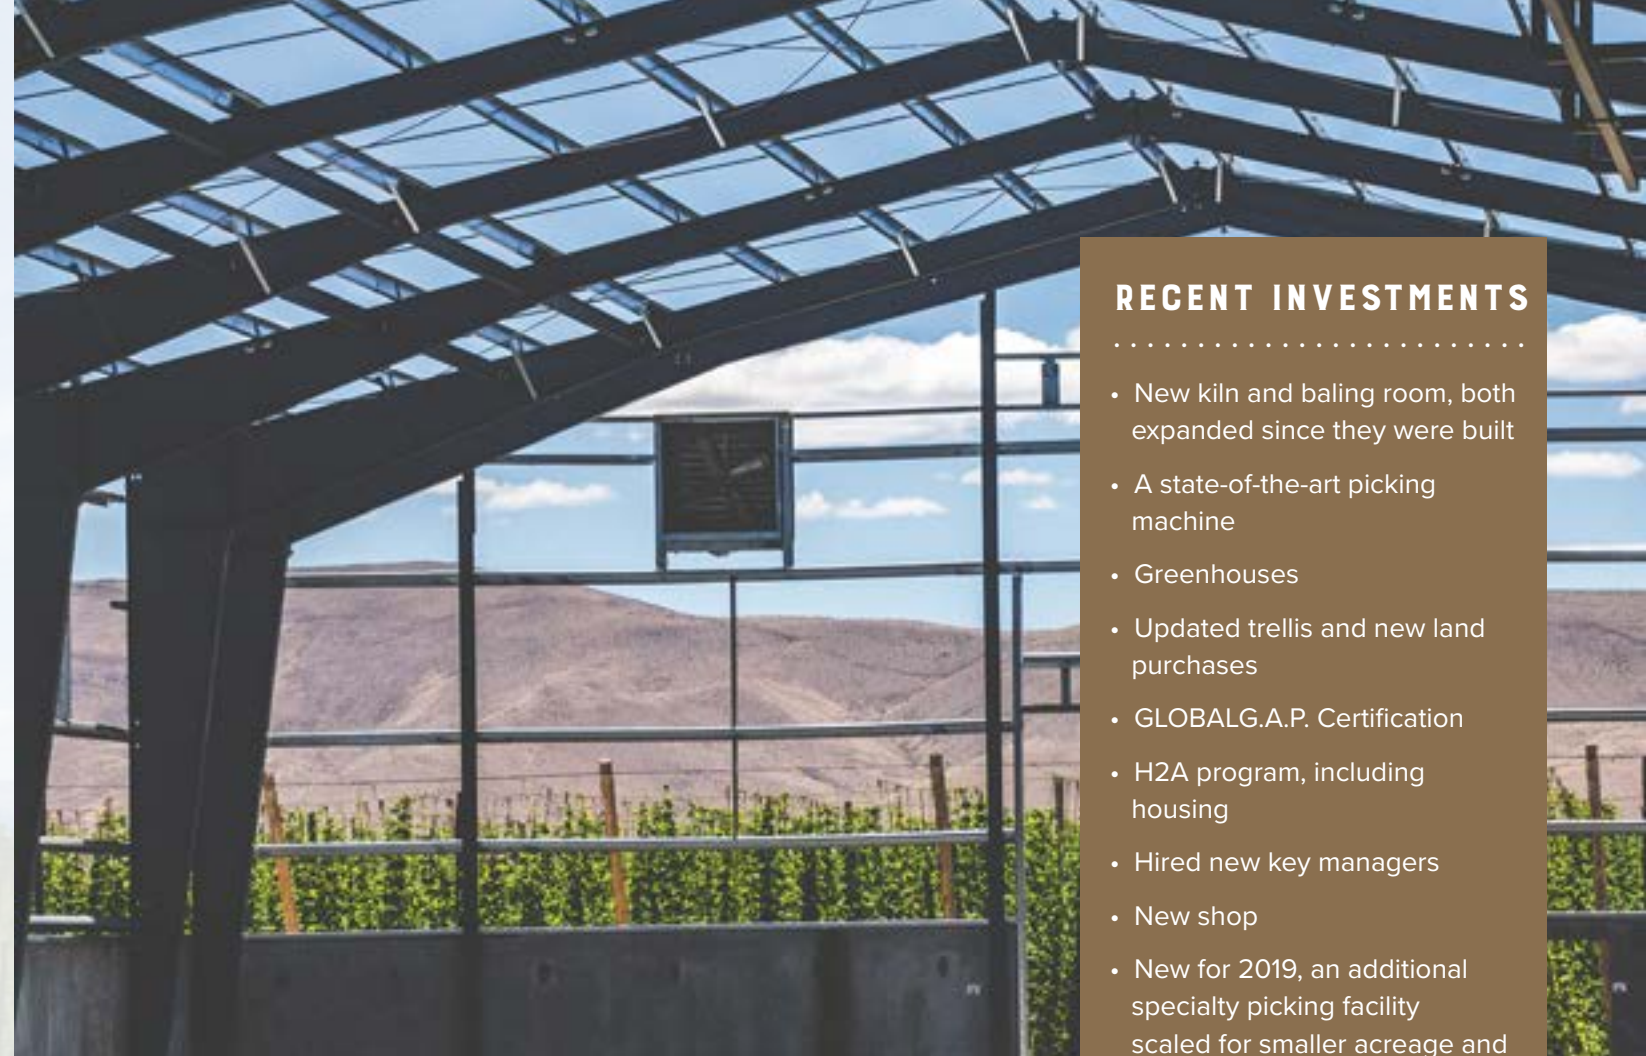 RECENT INVESTMENTS
• New kiln and baling room, both
expanded since they were built
• A state-of-the-art picking
machine
• Greenhouses
• Updated trellis and new land
purchases
• GLOBALG.A.P. Certification
• H2A program, including
housing
• Hired new key managers
• New shop
• New for 2019, an additional
specialty picking facility
scaled for smaller acreage and